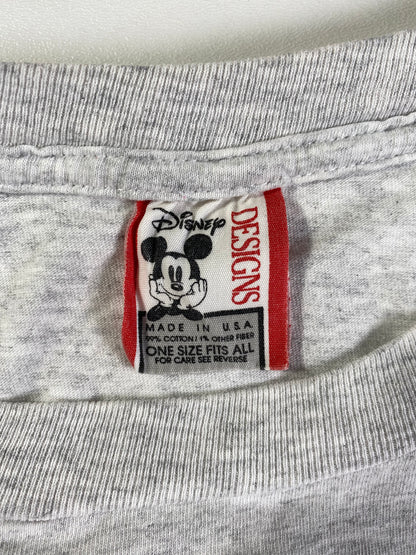 Disney
DESIGNS
MADE IN U.S.A.
99% COTTON / 1% OTHER FIBER
ONE SIZE FITS ALL
FOR CARE SEE REVERSE